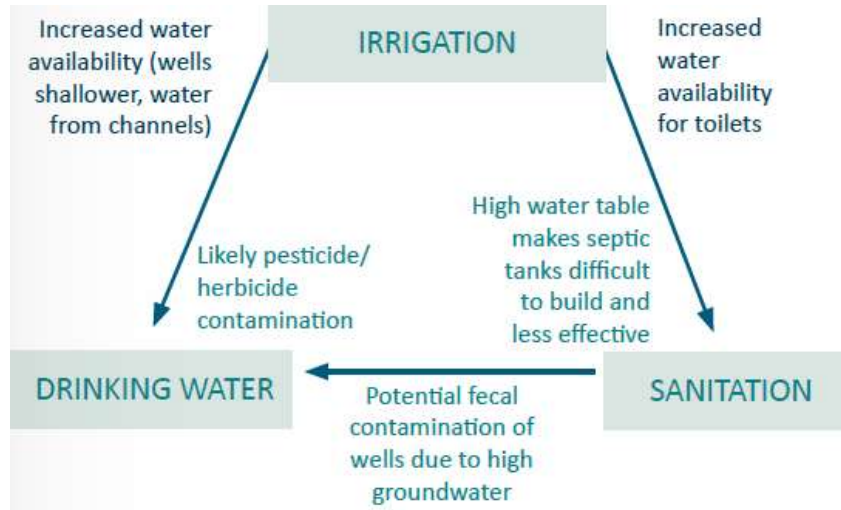 Increased water
availability (wells
shallower, water
from channels)
IRRIGATION
Increased
water
availability
for toilets
Likely pesticide/
herbicide
contamination
High water table
makes septic
tanks difficult
to build and
less effective
DRINKING WATER
SANITATION
Potential fecal
contamination of
wells due to high
groundwater